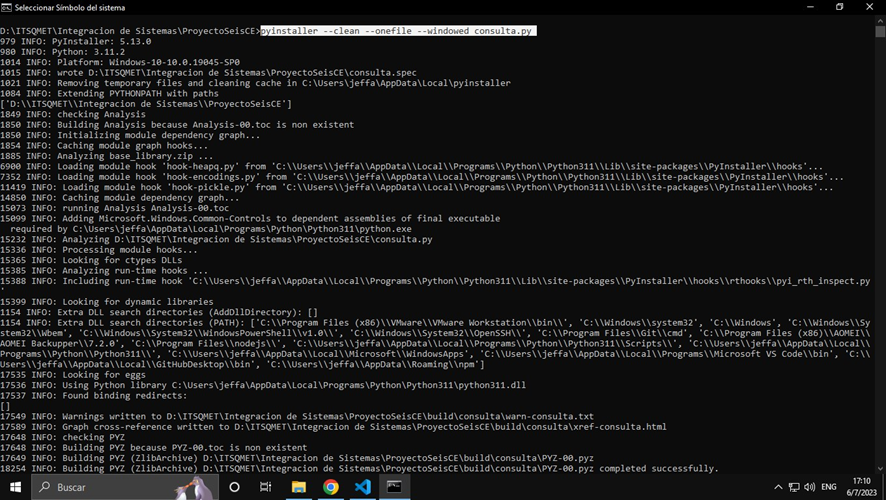 Seleccionar Símbolo del sistema
D:\ITSQMET\Integracion de Sistemas\ProyectoSeisCE>pyinstaller --clean --onefile --windowed consulta.py
979 INFO: PyInstaller: 5.13.0
980 INFO: Python: 3.11.2
1014 INFO: Platform: Windows-10-10.0.19045-SP0
1015 INFO: wrote D:\ITSQMET\Integracion de Sistemas\ProyectoSeisCE\consulta.spec
1021 INFO: Removing temporary files and cleaning cache in C:\Users\jeffa\AppData\Local\pyinstaller
1084 INFO: Extending PYTHONPATH with paths
['D:\\ITSQMET\\Integracion de Sistemas\\ProyectoSeisCE']
1849 INFO: checking Analysis
1850 INFO: Building Analysis because Analysis-00.toc is non existent
1850 INFO: Initializing module dependency graph...
1854 INFO: Caching module graph hooks...
1885 INFO: Analyzing base_library.zip ...
6900 INFO: Loading module hook 'hook-heapq.py' from 'C:\\Users\\jeffa\\AppData\\Local\\Programs\\Python\\Python311\\Lib\\site-packages\\PyInstaller\\hooks'...
7352 INFO: Loading module hook 'hook-encodings.py' from 'C:\\Users\\jeffa\\AppData\\Local\\Programs\\Python\\Python311\\Lib\\site-packages\\PyInstaller\\hooks'...
11419 INFO: Loading module hook 'hook-pickle.py' from 'C:\\Users\\jeffa\\AppData\\Local\\Programs\\Python\\Python311\\Lib\\site-packages\\PyInstaller\\hooks'...
14850 INFO: Caching module dependency graph...
15073 INFO: running Analysis Analysis-00.toc
15099 INFO: Adding Microsoft.Windows.Common-Controls to dependent assemblies of final executable
  required by C:\Users\jeffa\AppData\Local\Programs\Python\Python311\python.exe
15232 INFO: Analyzing D:\ITSQMET\Integracion de Sistemas\ProyectoSeisCE\consulta.py
15336 INFO: Processing module hooks...
15365 INFO: Looking for ctypes DLLs
15385 INFO: Analyzing run-time hooks ...
15388 INFO: Including run-time hook 'C:\\Users\\jeffa\\AppData\\Local\\Programs\\Python\\Python311\\Lib\\site-packages\\PyInstaller\\hooks\\rthooks\\pyi_rth_inspect.py
'
15399 INFO: Looking for dynamic libraries
1154 INFO: Extra DLL search directories (AddDllDirectory): []
1154 INFO: Extra DLL search directories (PATH): ['C:\\Program Files (x86)\\VMware\\VMware Workstation\\bin\\', 'C:\\Windows\\system32', 'C:\\Windows', 'C:\\Windows\\Sy
stem32\\Wbem', 'C:\\Windows\\System32\\WindowsPowerShell\\v1.0\\', 'C:\\Windows\\System32\\OpenSSH\\', 'C:\\Program Files\\Git\\cmd', 'C:\\Program Files (x86)\\AOMEI\\
AOMEI Backupper\\7.2.0', 'C:\\Program Files\\nodejs\\', 'C:\\Users\\jeffa\\AppData\\Local\\Programs\\Python\\Python311\\Scripts\\', 'C:\\Users\\jeffa\\AppData\\Local\\
Programs\\Python\\Python311\\', 'C:\\Users\\jeffa\\AppData\\Local\\Microsoft\\WindowsApps', 'C:\\Users\\jeffa\\AppData\\Local\\Programs\\Microsoft VS Code\\bin', 'C:\\
Users\\jeffa\\AppData\\Local\\GitHubDesktop\\bin', 'C:\\Users\\jeffa\\AppData\\Roaming\\npm']
17535 INFO: Looking for eggs
17536 INFO: Using Python library C:\Users\jeffa\AppData\Local\Programs\Python\Python311\python311.dll
17537 INFO: Found binding redirects:
[]
17549 INFO: Warnings written to D:\ITSQMET\Integracion de Sistemas\ProyectoSeisCE\build\consulta\warn-consulta.txt
17589 INFO: Graph cross-reference written to D:\ITSQMET\Integracion de Sistemas\ProyectoSeisCE\build\consulta\xref-consulta.html
17648 INFO: checking PYZ
17648 INFO: Building PYZ because PYZ-00.toc is non existent
17649 INFO: Building PYZ (ZlibArchive) D:\ITSQMET\Integracion de Sistemas\ProyectoSeisCE\build\consulta\PYZ-00.pyz
18254 INFO: Building PYZ (ZlibArchive) D:\ITSQMET\Integracion de Sistemas\ProyectoSeisCE\build\consulta\PYZ-00.pyz completed successfully.
Buscar
ENG
17:10
6/7/2023